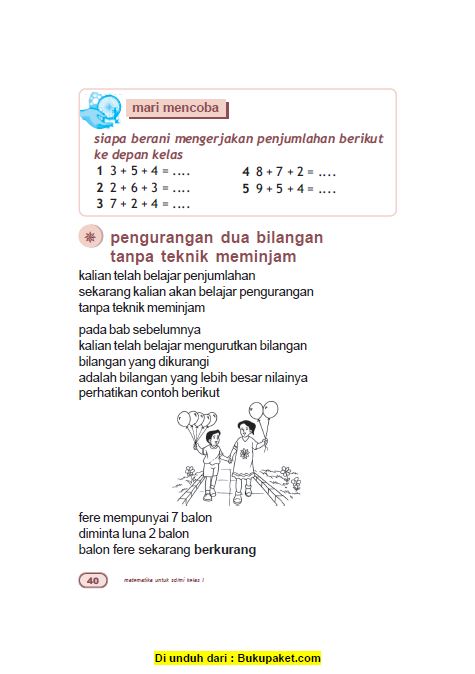 mari mencoba
siapa berani mengerjakan penjumlahan berikut
ke depan kelas
1 3 + 5 + 4 = ....
2 2 + 6 + 3 = ....
3 7 + 2 + 4 = ....
4 8 + 7 + 2 = ....
5 9 + 5 + 4 = ....
pengurangan dua bilangan
tanpa teknik meminjam
kalian telah belajar penjumlahan
sekarang kalian akan belajar pengurangan
tanpa teknik meminjam
pada bab sebelumnya
kalian telah belajar mengurutkan bilangan
bilangan yang dikurangi
adalah bilangan yang lebih besar nilainya
perhatikan contoh berikut
fere mempunyai 7 balon
diminta luna 2 balon
balon fere sekarang berkurang
40 matematika untuk sd/mi kelas I
Di unduh dari : Bukupaket.com